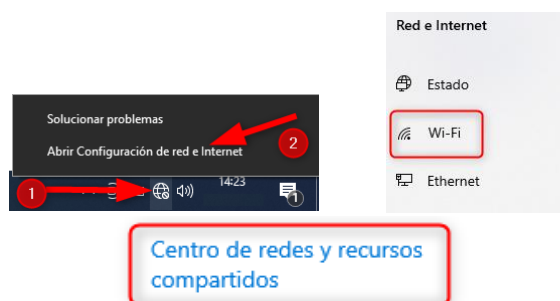 Red e Internet
Estado
Wi-Fi
Ethernet
Solucionar problemas
Abrir Configuración de red e Internet
2
1
14:23
1
Centro de redes y recursos
compartidos